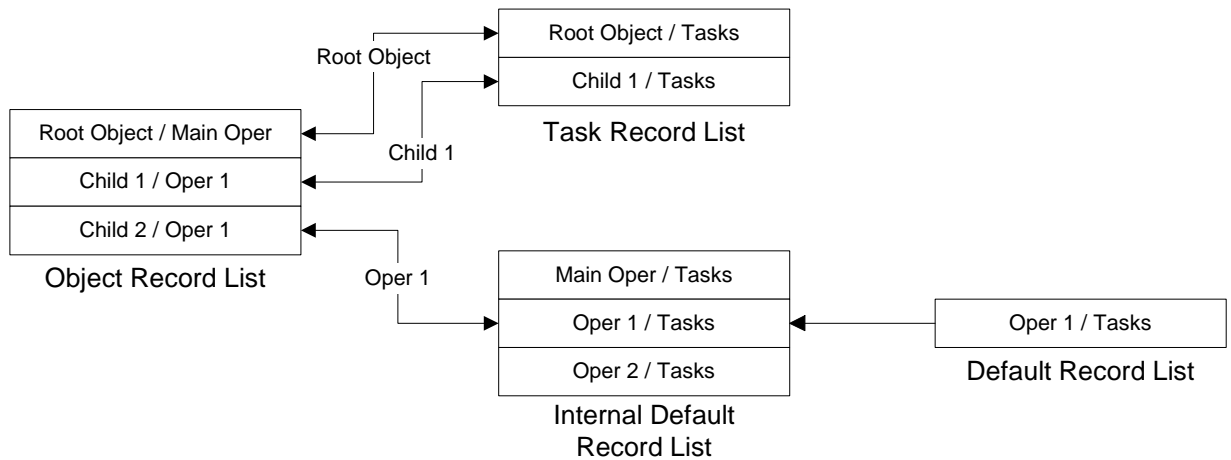 Root Object / Tasks
Child 1 / Tasks
Task Record List
Root Object
Child 1
Root Object / Main Oper
Child 1 / Oper 1
Child 2 / Oper 1
Object Record List
Oper 1
Main Oper / Tasks
Oper 1 / Tasks
Oper 2 / Tasks
Internal Default
Record List
Oper 1 / Tasks
Default Record List